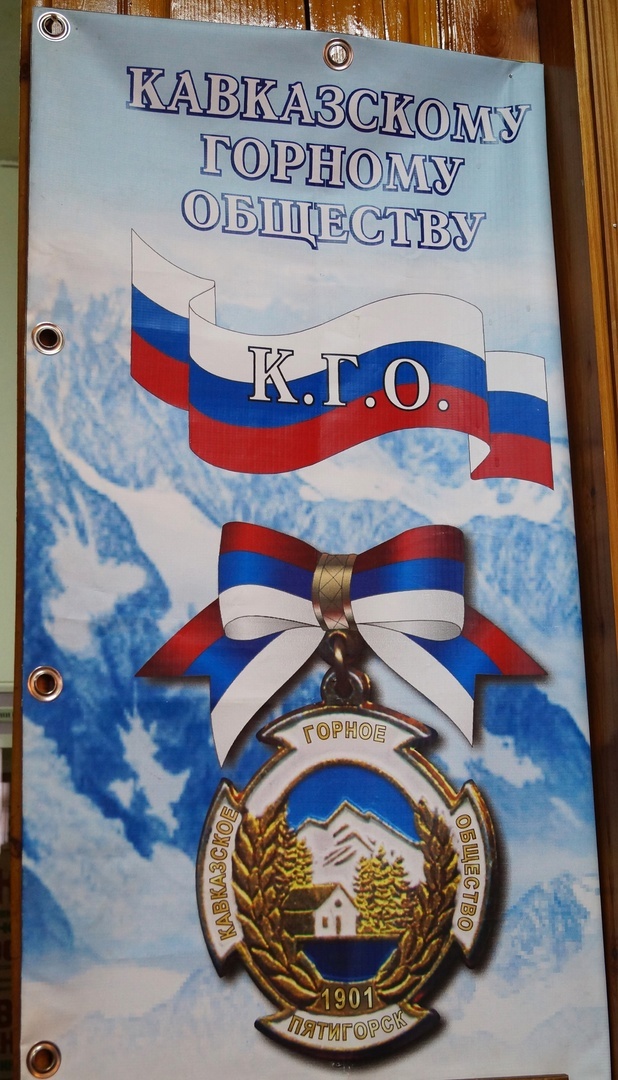 КАВКАЗСКОМУ
ГОРНОМУ
ОБЩЕСТВУ
К.Г.О.
ГОРНОЕ
КАВКАЗСКОЕ
ОБЩЕСТВО
1901
ПЯТИГОРСК